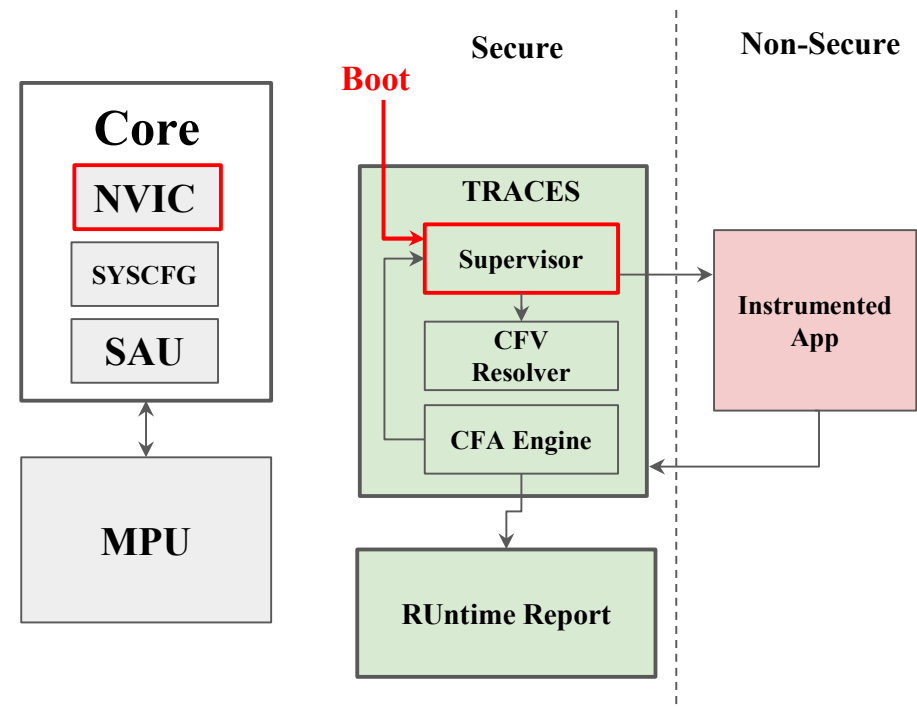 Secure
Non-Secure
Boot
Core
NVIC
SYSCFG
SAU
MPU
TRACES
Supervisor
CFV
Resolver
CFA Engine
RUntime Report
Instrumented
App